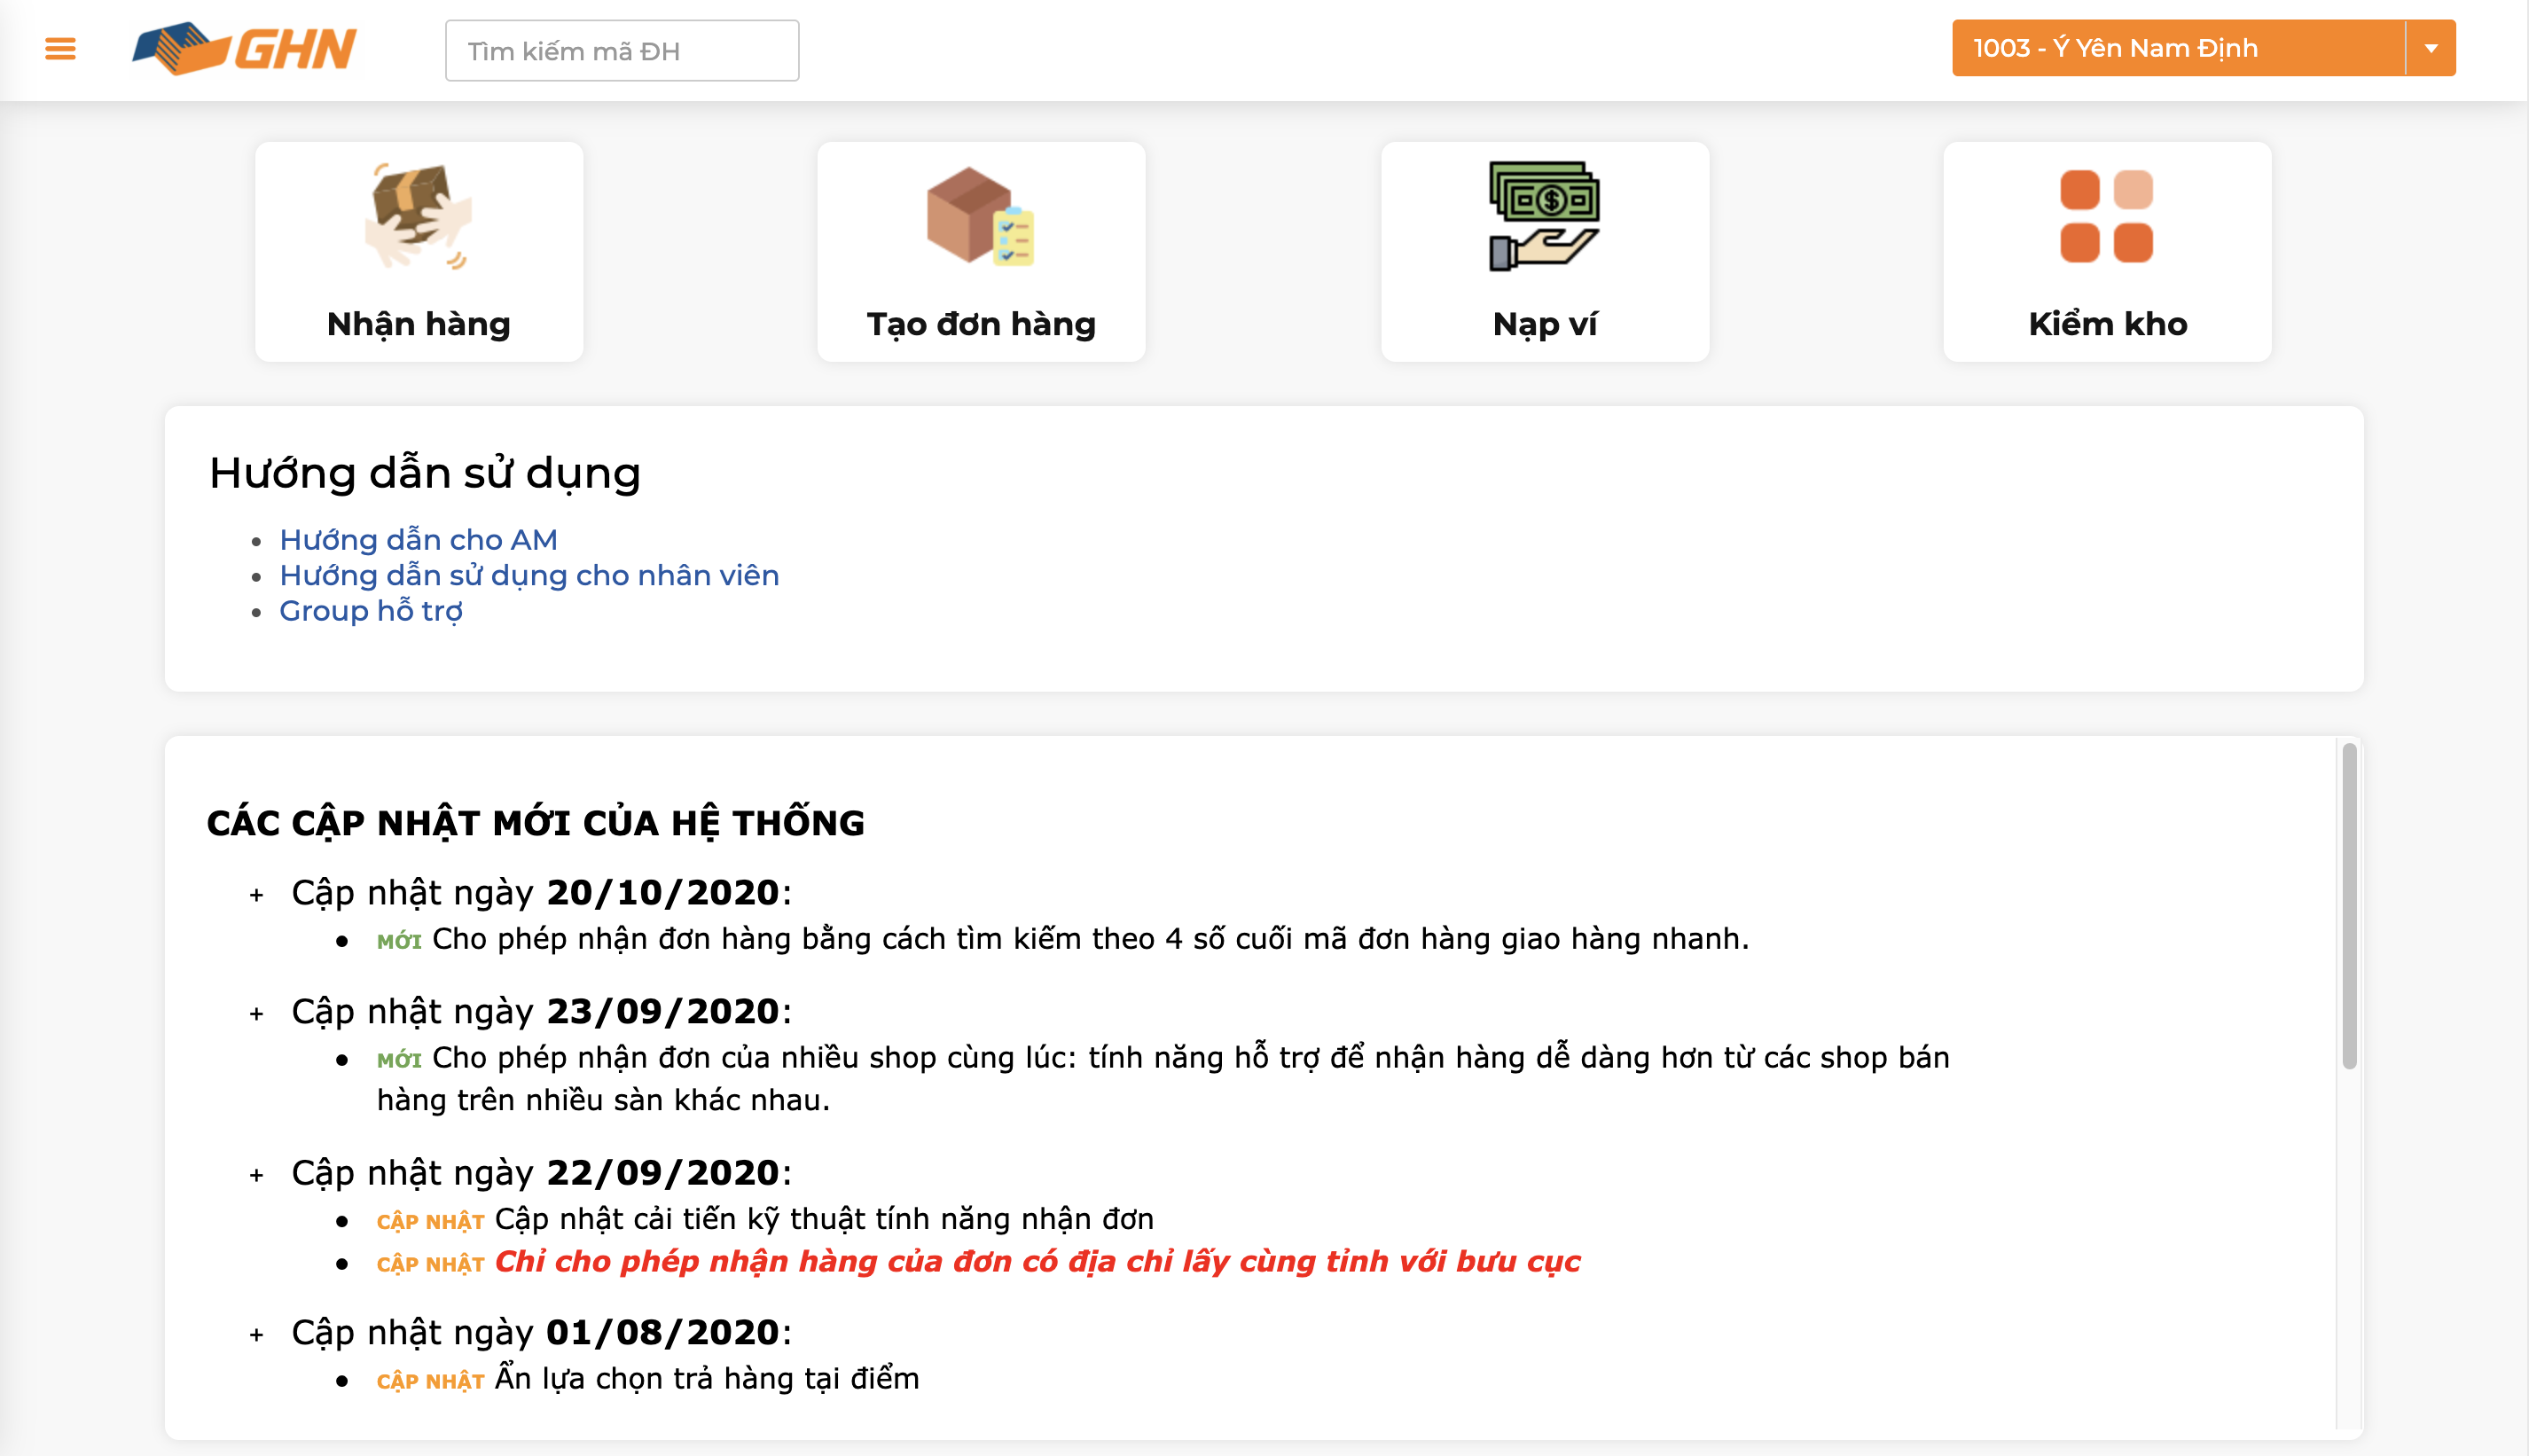 GHN
Tìm kiếm mã ĐH
1003 - Ý Yên Nam Định
Nhận hàng
Tạo đơn hàng
Nạp ví
Kiểm kho
Hướng dẫn sử dụng
• Hướng dẫn cho AM
• Hướng dẫn sử dụng cho nhân viên
• Group hỗ trợ
CÁC CẬP NHẬT MỚI CỦA HỆ THỐNG
+ Cập nhật ngày 20/10/2020:
• MỚI Cho phép nhận đơn hàng bằng cách tìm kiếm theo 4 số cuối mã đơn hàng giao hàng nhanh.
+ Cập nhật ngày 23/09/2020:
• MỚI Cho phép nhận đơn của nhiều shop cùng lúc: tính năng hỗ trợ để nhận hàng dễ dàng hơn từ các shop bán
hàng trên nhiều sàn khác nhau.
+ Cập nhật ngày 22/09/2020:
• CẬP NHẬT Cập nhật cải tiến kỹ thuật tính năng nhận đơn
• CẬP NHẬT Chỉ cho phép nhận hàng của đơn có địa chỉ lấy cùng tỉnh với bưu cục
+ Cập nhật ngày 01/08/2020:
• CẬP NHẬT Ẩn lựa chọn trả hàng tại điểm